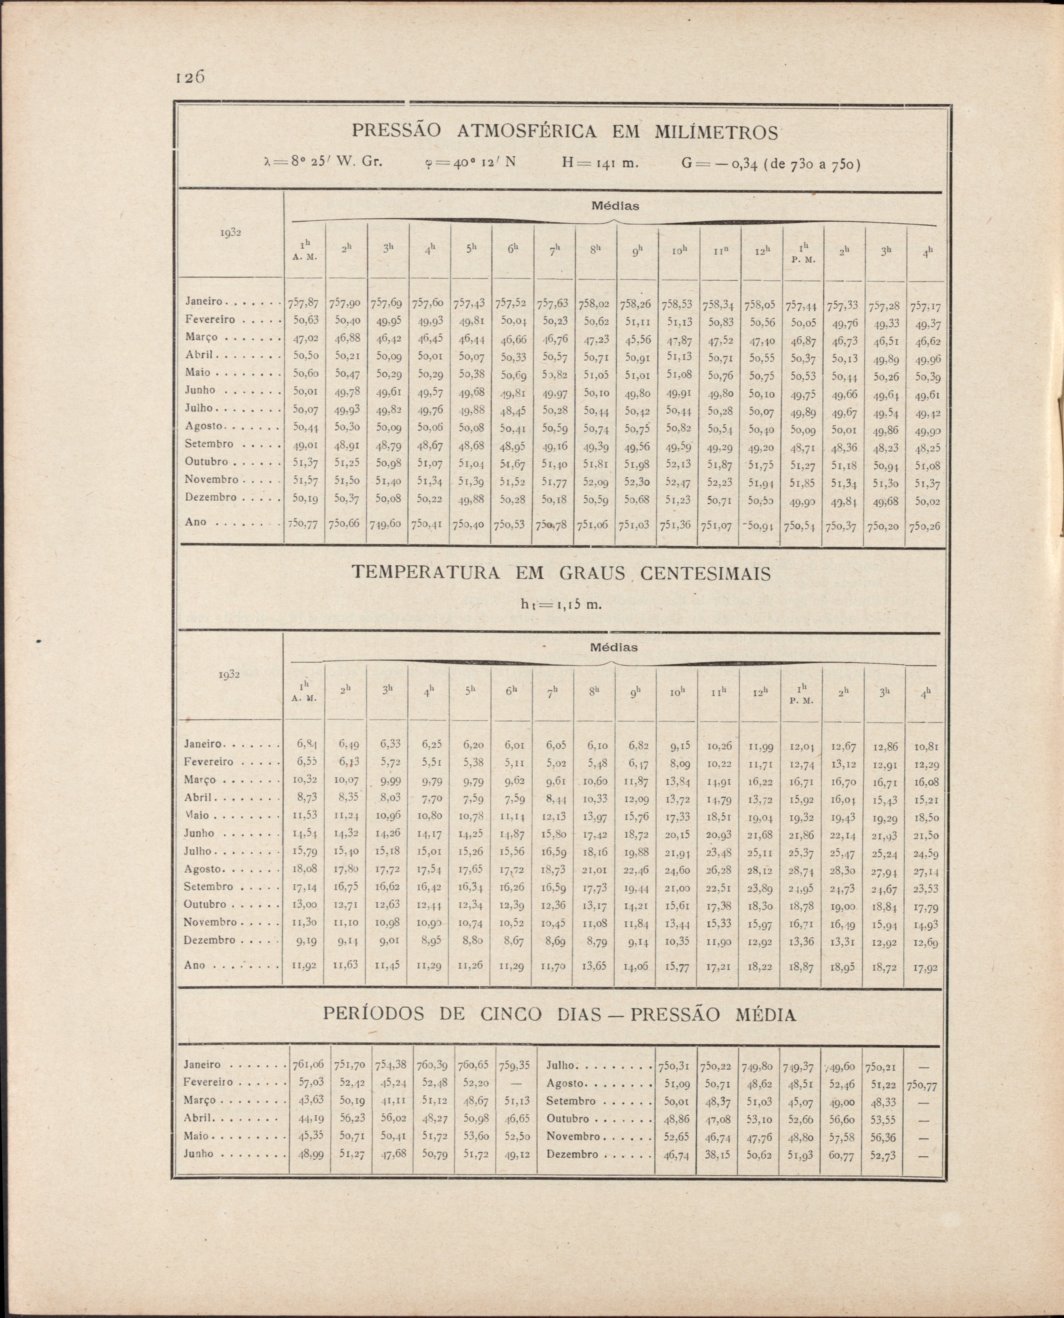 126
PRESSÃO ATMOSFÉRICA EM MILÍMETROS
λ = 8° 25′ W. Gr. φ = 40° 12′ N H = 141 m. G = — 0,34 (de 730 a 750)
Médias
1932 1h A. M. 2h 3h 4h 5h 6h 7h 8h 9h 10h 11h 12h 1h P. M. 2h 3h 4h
Janeiro . . . . . . . 757,87 757,90 757,69 757,60 757,43 757,52 757,63 758,02 758,26 758,53 758,34 758,05 757,44 757,33 757,28 757,17
Fevereiro . . . . . 50,63 50,40 49,95 49,93 49,81 50,04 50,23 50,62 51,11 51,13 50,83 50,56 50,05 49,76 49,33 49,37
Março . . . . . . . 47,02 46,88 46,42 46,45 46,44 46,66 46,76 47,23 45,56 47,87 47,52 47,40 46,87 46,73 46,51 46,62
Abril. . . . . . . . 50,50 50,21 50,09 50,01 50,07 50,33 50,57 50,71 50,91 51,13 50,71 50,55 50,37 50,13 49,89 49,96
Maio . . . . . . . . 50,60 50,47 50,29 50,29 50,38 50,69 50,82 51,05 51,01 51,08 50,76 50,75 50,53 50,44 50,26 50,39
Junho . . . . . . . 50,01 49,78 49,61 49,57 49,68 49,81 49,97 50,10 49,80 49,91 49,80 50,10 49,75 49,66 49,64 49,61
Julho. . . . . . . . 50,07 49,93 49,82 49,76 49,88 48,45 50,28 50,44 50,42 50,44 50,28 50,07 49,89 49,67 49,54 49,42
Agosto. . . . . . . 50,44 50,30 50,09 50,06 50,08 50,41 50,59 50,74 50,75 50,82 50,54 50,40 50,09 50,01 49,86 49,90
Setembro . . . . . 49,01 48,91 48,79 48,67 48,68 48,95 49,16 49,39 49,56 49,59 49,29 49,20 48,71 48,36 48,23 48,25
Outubro . . . . . . 51,37 51,25 50,98 51,07 51,04 51,67 51,40 51,81 51,98 52,13 51,87 51,75 51,27 51,18 50,94 51,08
Novembro . . . . . 51,57 51,50 51,40 51,34 51,39 51,52 51,77 52,09 52,30 52,47 52,23 51,94 51,85 51,34 51,30 51,37
Dezembro . . . . . 50,19 50,37 50,08 50,22 49,88 50,28 50,18 50,59 50,68 51,23 50,71 50,50 49,90 49,84 49,68 50,02
Ano . . . . . . . . 750,77 750,66 749,60 750,41 750,40 750,53 750,78 751,06 751,03 751,36 751,07 750,94 750,54 750,37 750,20 750,26
TEMPERATURA EM GRAUS CENTESIMAIS
h t = 1,15 m.
Médias
1932 1h A. M. 2h 3h 4h 5h 6h 7h 8h 9h 10h 11h 12h 1h P. M. 2h 3h 4h
Janeiro. . . . . . . 6,84 6,49 6,33 6,25 6,20 6,01 6,05 6,10 6,82 9,15 10,26 11,99 12,04 12,67 12,86 10,81
Fevereiro . . . . . 6,55 6,13 5,72 5,51 5,38 5,11 5,02 5,48 6,47 8,09 10,22 11,71 12,74 13,12 12,91 12,29
Março . . . . . . . 10,32 10,07 9,99 9,79 9,79 9,62 9,61 10,60 11,87 13,84 14,91 16,22 16,71 16,70 16,71 16,08
Abril. . . . . . . . 8,73 8,35 8,03 7,70 7,59 7,59 8,44 10,33 12,09 13,72 14,79 13,72 15,92 16,04 15,43 15,21
Maio . . . . . . . . 11,53 11,24 10,96 10,80 10,78 11,14 12,13 13,97 15,76 17,33 18,51 19,04 19,32 19,43 19,29 18,50
Junho . . . . . . . 14,54 14,32 14,26 14,17 14,25 14,87 15,80 17,42 18,72 20,15 20,93 21,68 21,86 22,14 21,93 21,50
Julho. . . . . . . . 15,79 15,40 15,18 15,01 15,26 15,56 16,59 18,16 19,88 21,94 23,48 25,11 25,37 25,47 25,24 24,59
Agosto. . . . . . . 18,08 17,80 17,72 17,54 17,65 17,72 18,73 21,01 22,46 24,60 26,28 28,12 28,74 28,30 27,94 27,14
Setembro . . . . . 17,14 16,75 16,62 16,42 16,34 16,26 16,59 17,73 19,44 21,00 22,51 23,89 24,95 24,73 24,67 23,53
Outubro . . . . . . 13,00 12,71 12,63 12,44 12,34 12,39 12,36 13,17 14,21 15,61 17,38 18,30 18,78 19,00 18,84 17,79
Novembro . . . . . 11,30 11,10 10,98 10,90 10,74 10,52 10,45 11,08 11,84 13,44 15,33 15,97 16,71 16,49 15,94 14,93
Dezembro . . . . . 9,19 9,14 9,01 8,95 8,80 8,67 8,69 8,79 9,14 10,35 11,90 12,92 13,36 13,31 12,92 12,69
Ano . . . . . . . . 11,92 11,63 11,45 11,29 11,26 11,29 11,70 13,65 14,06 15,77 17,21 18,22 18,87 18,95 18,72 17,92
PERÍODOS DE CINCO DIAS — PRESSÃO MÉDIA
Janeiro . . . . . . . 761,06 751,70 754,38 760,39 760,65 759,35 Julho. . . . . . . . . 750,31 750,22 749,80 749,37 749,60 750,21 —
Fevereiro . . . . . . 57,03 52,42 45,24 52,48 52,20 — Agosto. . . . . . . . 51,09 50,71 48,62 48,51 52,46 51,22 750,77
Março . . . . . . . . 43,63 50,19 41,11 51,12 48,67 51,13 Setembro . . . . . . 50,01 48,37 51,03 45,07 49,00 48,33 —
Abril. . . . . . . . 44,19 56,23 56,02 48,27 50,98 46,65 Outubro . . . . . . 48,86 47,08 53,10 52,66 56,60 53,55 —
Maio . . . . . . . . . 45,35 50,71 50,41 51,72 53,60 52,50 Novembro . . . . . . 52,65 46,74 47,76 48,80 57,58 56,36 —
Junho . . . . . . . . 48,99 51,27 47,68 50,79 51,72 49,12 Dezembro . . . . . . 46,74 38,15 50,62 51,93 60,77 52,73 —